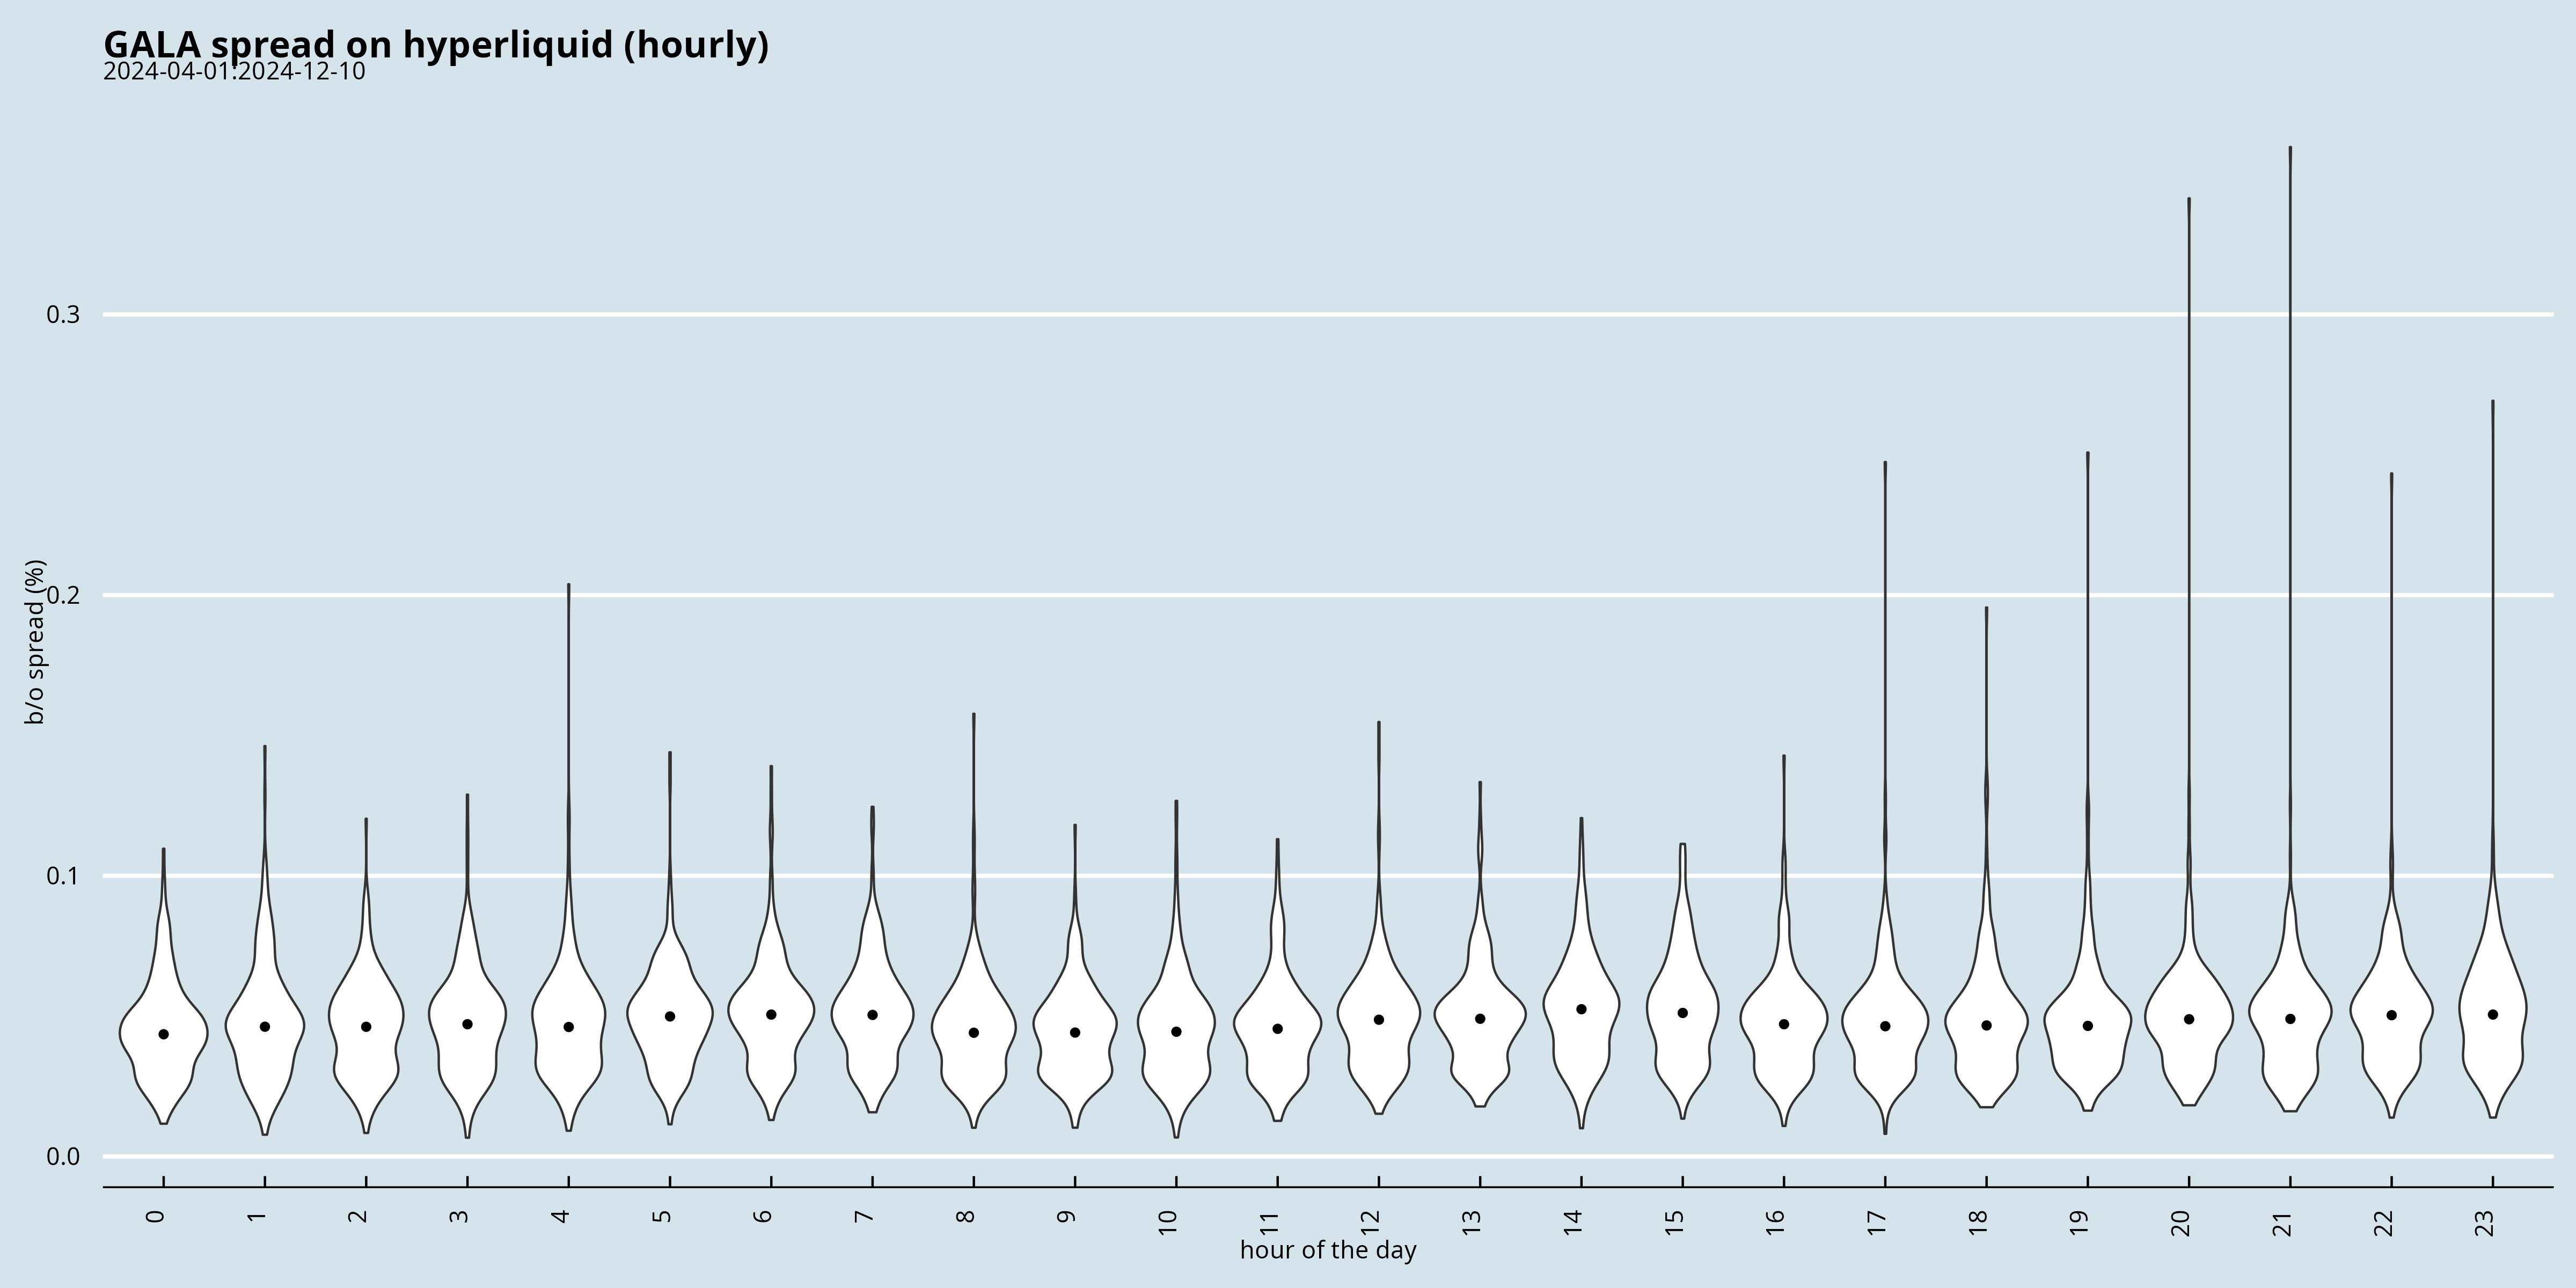 GALA spread on hyperliquid (hourly)
2024-04-01:2024-12-10
b/o spread (%)
0.3
0.2
0.1
0.0
0 1 2 3 4 5 6 7 8 9 10 11 12 13 14 15 16 17 18 19 20 21 22 23
hour of the day